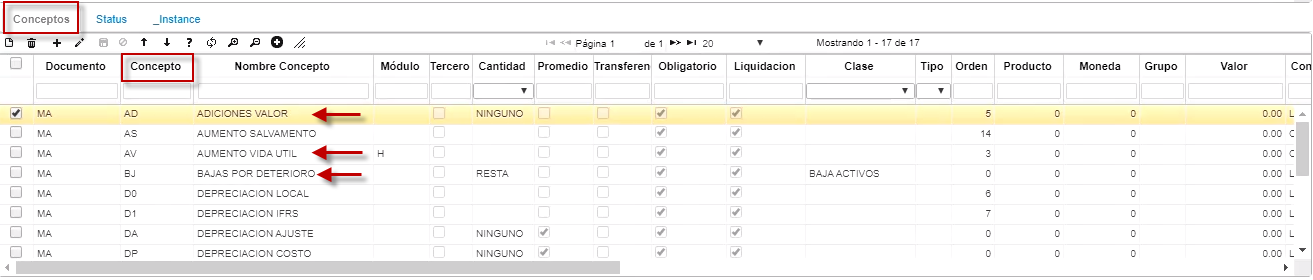 Conceptos Status _Instance
Página 1 de 1 20 Mostrando 1 - 17 de 17
Documento Concepto Nombre Concepto Módulo Tercero Cantidad Promedio Transferen Obligatorio Liquidacion Clase Tipo Orden Producto Moneda Grupo Valor Con
MA AD ADICIONES VALOR NINGUNO 5 0 0 0.00 L
MA AS AUMENTO SALVAMENTO 14 0 0 0.00 C
MA AV AUMENTO VIDA UTIL H 3 0 0 0.00 C
MA BJ BAJAS POR DETERIORO RESTA BAJA ACTIVOS 0 0 0 0.00 L
MA D0 DEPRECIACION LOCAL 6 0 0 0.00 L
MA D1 DEPRECIACION IFRS 7 0 0 0.00 L
MA DA DEPRECIACION AJUSTE NINGUNO 0 0 0 0.00 L
MA DP DEPRECIACION COSTO NINGUNO 0 0 0 0.00 L